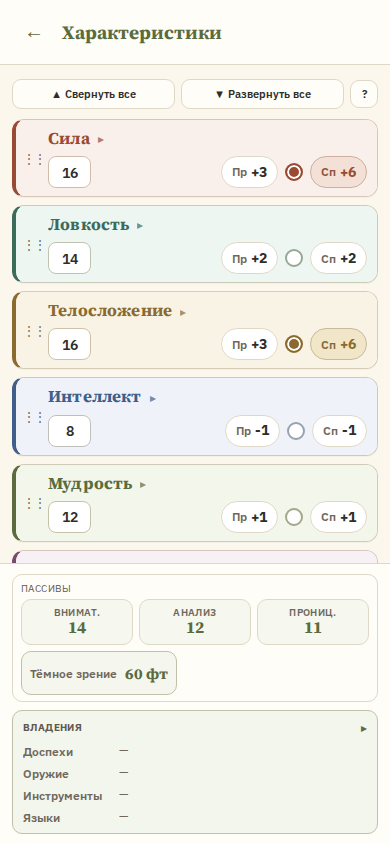 ← Характеристики
▲ Свернуть все ▼ Развернуть все ?
Сила ▸
16 Пр +3 Сп +6
Ловкость ▸
14 Пр +2 Сп +2
Телосложение ▸
16 Пр +3 Сп +6
Интеллект ▸
8 Пр -1 Сп -1
Мудрость ▸
12 Пр +1 Сп +1
ПАССИВЫ
ВНИМАТ. АНАЛИЗ ПРОНИЦ.
14 12 11
Тёмное зрение 60 фт
ВЛАДЕНИЯ ▸
Доспехи —
Оружие —
Инструменты —
Языки —